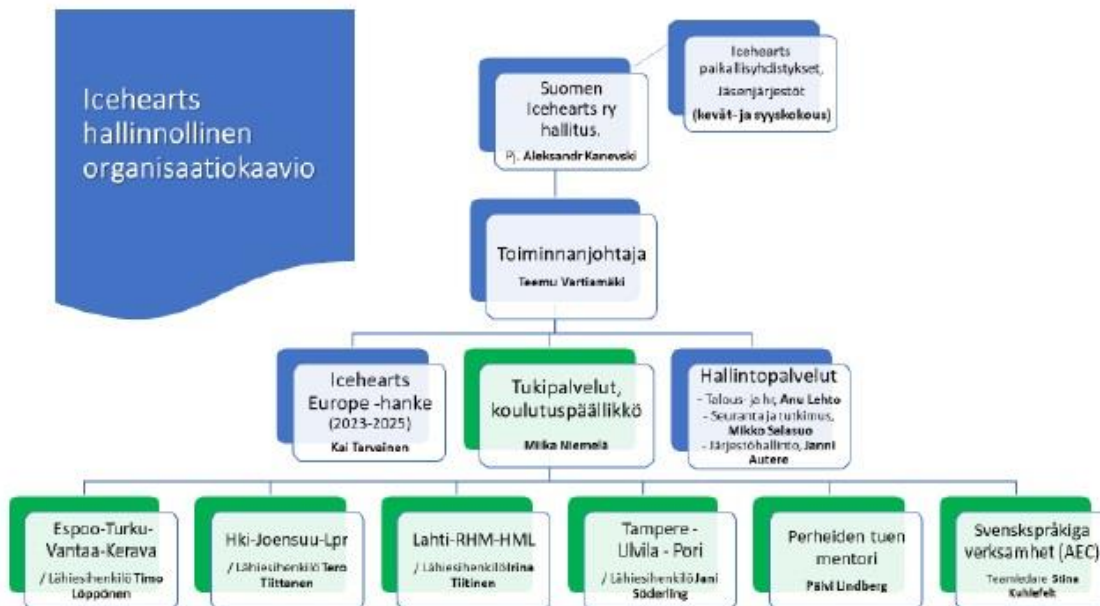 Icehearts
hallinnollinen
organisaatiokaavio
Icehearts
paikallisyhdistykset,
Jäsenjärjestöt
(kevät- ja syyskokous)
Suomen
Icehearts ry
hallitus.
Pj. Aleksandr Kanevski
Toiminnanjohtaja
Teemu Vartiamäki
Icehearts
Europe -hanke
(2023-2025)
Kai Tarvainen
Tukipalvelut,
koulutuspäällikkö
Miika Niemelä
Hallintopalvelut
- Talous- ja hr, Anu Lehto
- Seuranta ja tutkimus,
Mikko Salasuo
- Järjestöhallinto, Janni
Autere
Espoo-Turku-
Vantaa-Kerava
/ Lähiesihenkilö Timo
Löppönen
Hki-Joensuu-Lpr
/ Lähiesihenkilö Tero
Tiittanen
Lahti-RHM-HML
/ Lähiesihenkilö Irina
Tiitinen
Tampere -
Ulvila - Pori
/ Lähiesihenkilö Jani
Söderling
Perheiden tuen
mentori
Päivi Lindberg
Svenskspråkiga
verksamhet (AEC)
Teamledare Stina
Kuhlefelt